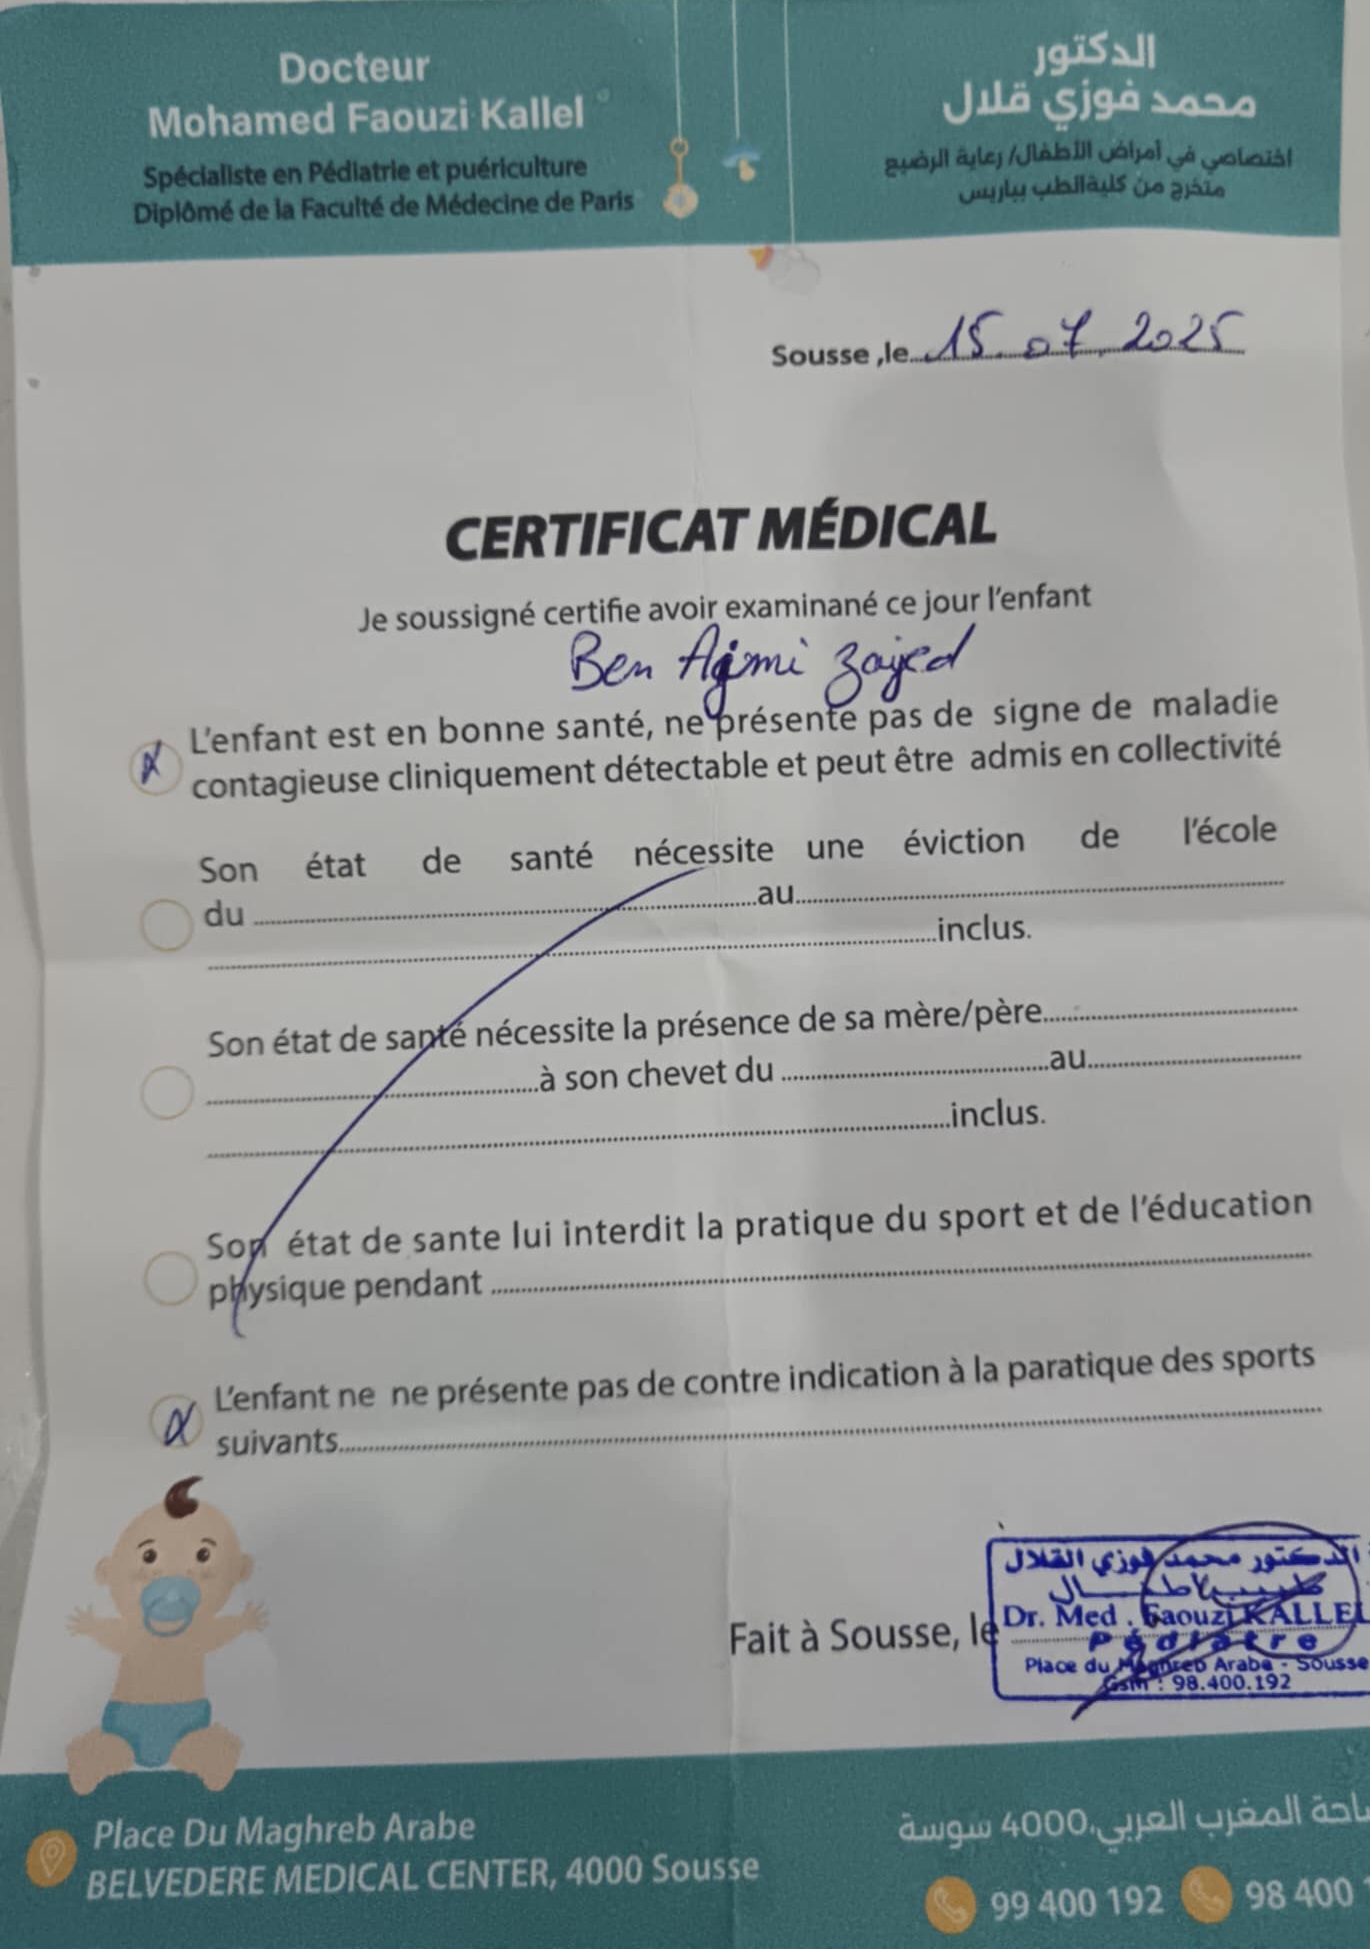 Docteur
Mohamed Faouzi Kallel
Spécialiste en Pédiatrie et puériculture
Diplômé de la Faculté de Médecine de Paris
الدكتور
محمد فوزي قلال
اختصاصي في أمراض الأطفال/ رعاية الرضيع
متخرج من كلية الطب بباريس
Sousse ,le 15. 07. 2025
CERTIFICAT MÉDICAL
Je soussigné certifie avoir examinané ce jour l'enfant
Ben Ajmi Zayed
X L'enfant est en bonne santé, ne présente pas de signe de maladie
contagieuse cliniquement détectable et peut être admis en collectivité
Son état de santé nécessite une éviction de l'école
du ........ au ........
........ inclus.
Son état de santé nécessite la présence de sa mère/père ........
........ à son chevet du ........ au ........
........ inclus.
Son état de sante lui interdit la pratique du sport et de l'éducation
physique pendant ........
X L'enfant ne ne présente pas de contre indication à la paratique des sports
suivants ........
Fait à Sousse, le
الدكتور محمد فوزي القلال
طبيب أطفال
Dr. Med . Faouzi KALLEL
Pédiatre
Place du Maghreb Arabe - Sousse
Gsm : 98.400.192
Place Du Maghreb Arabe
BELVEDERE MEDICAL CENTER, 4000 Sousse
المغرب العربي، 4000 سوسة
99 400 192
98 400